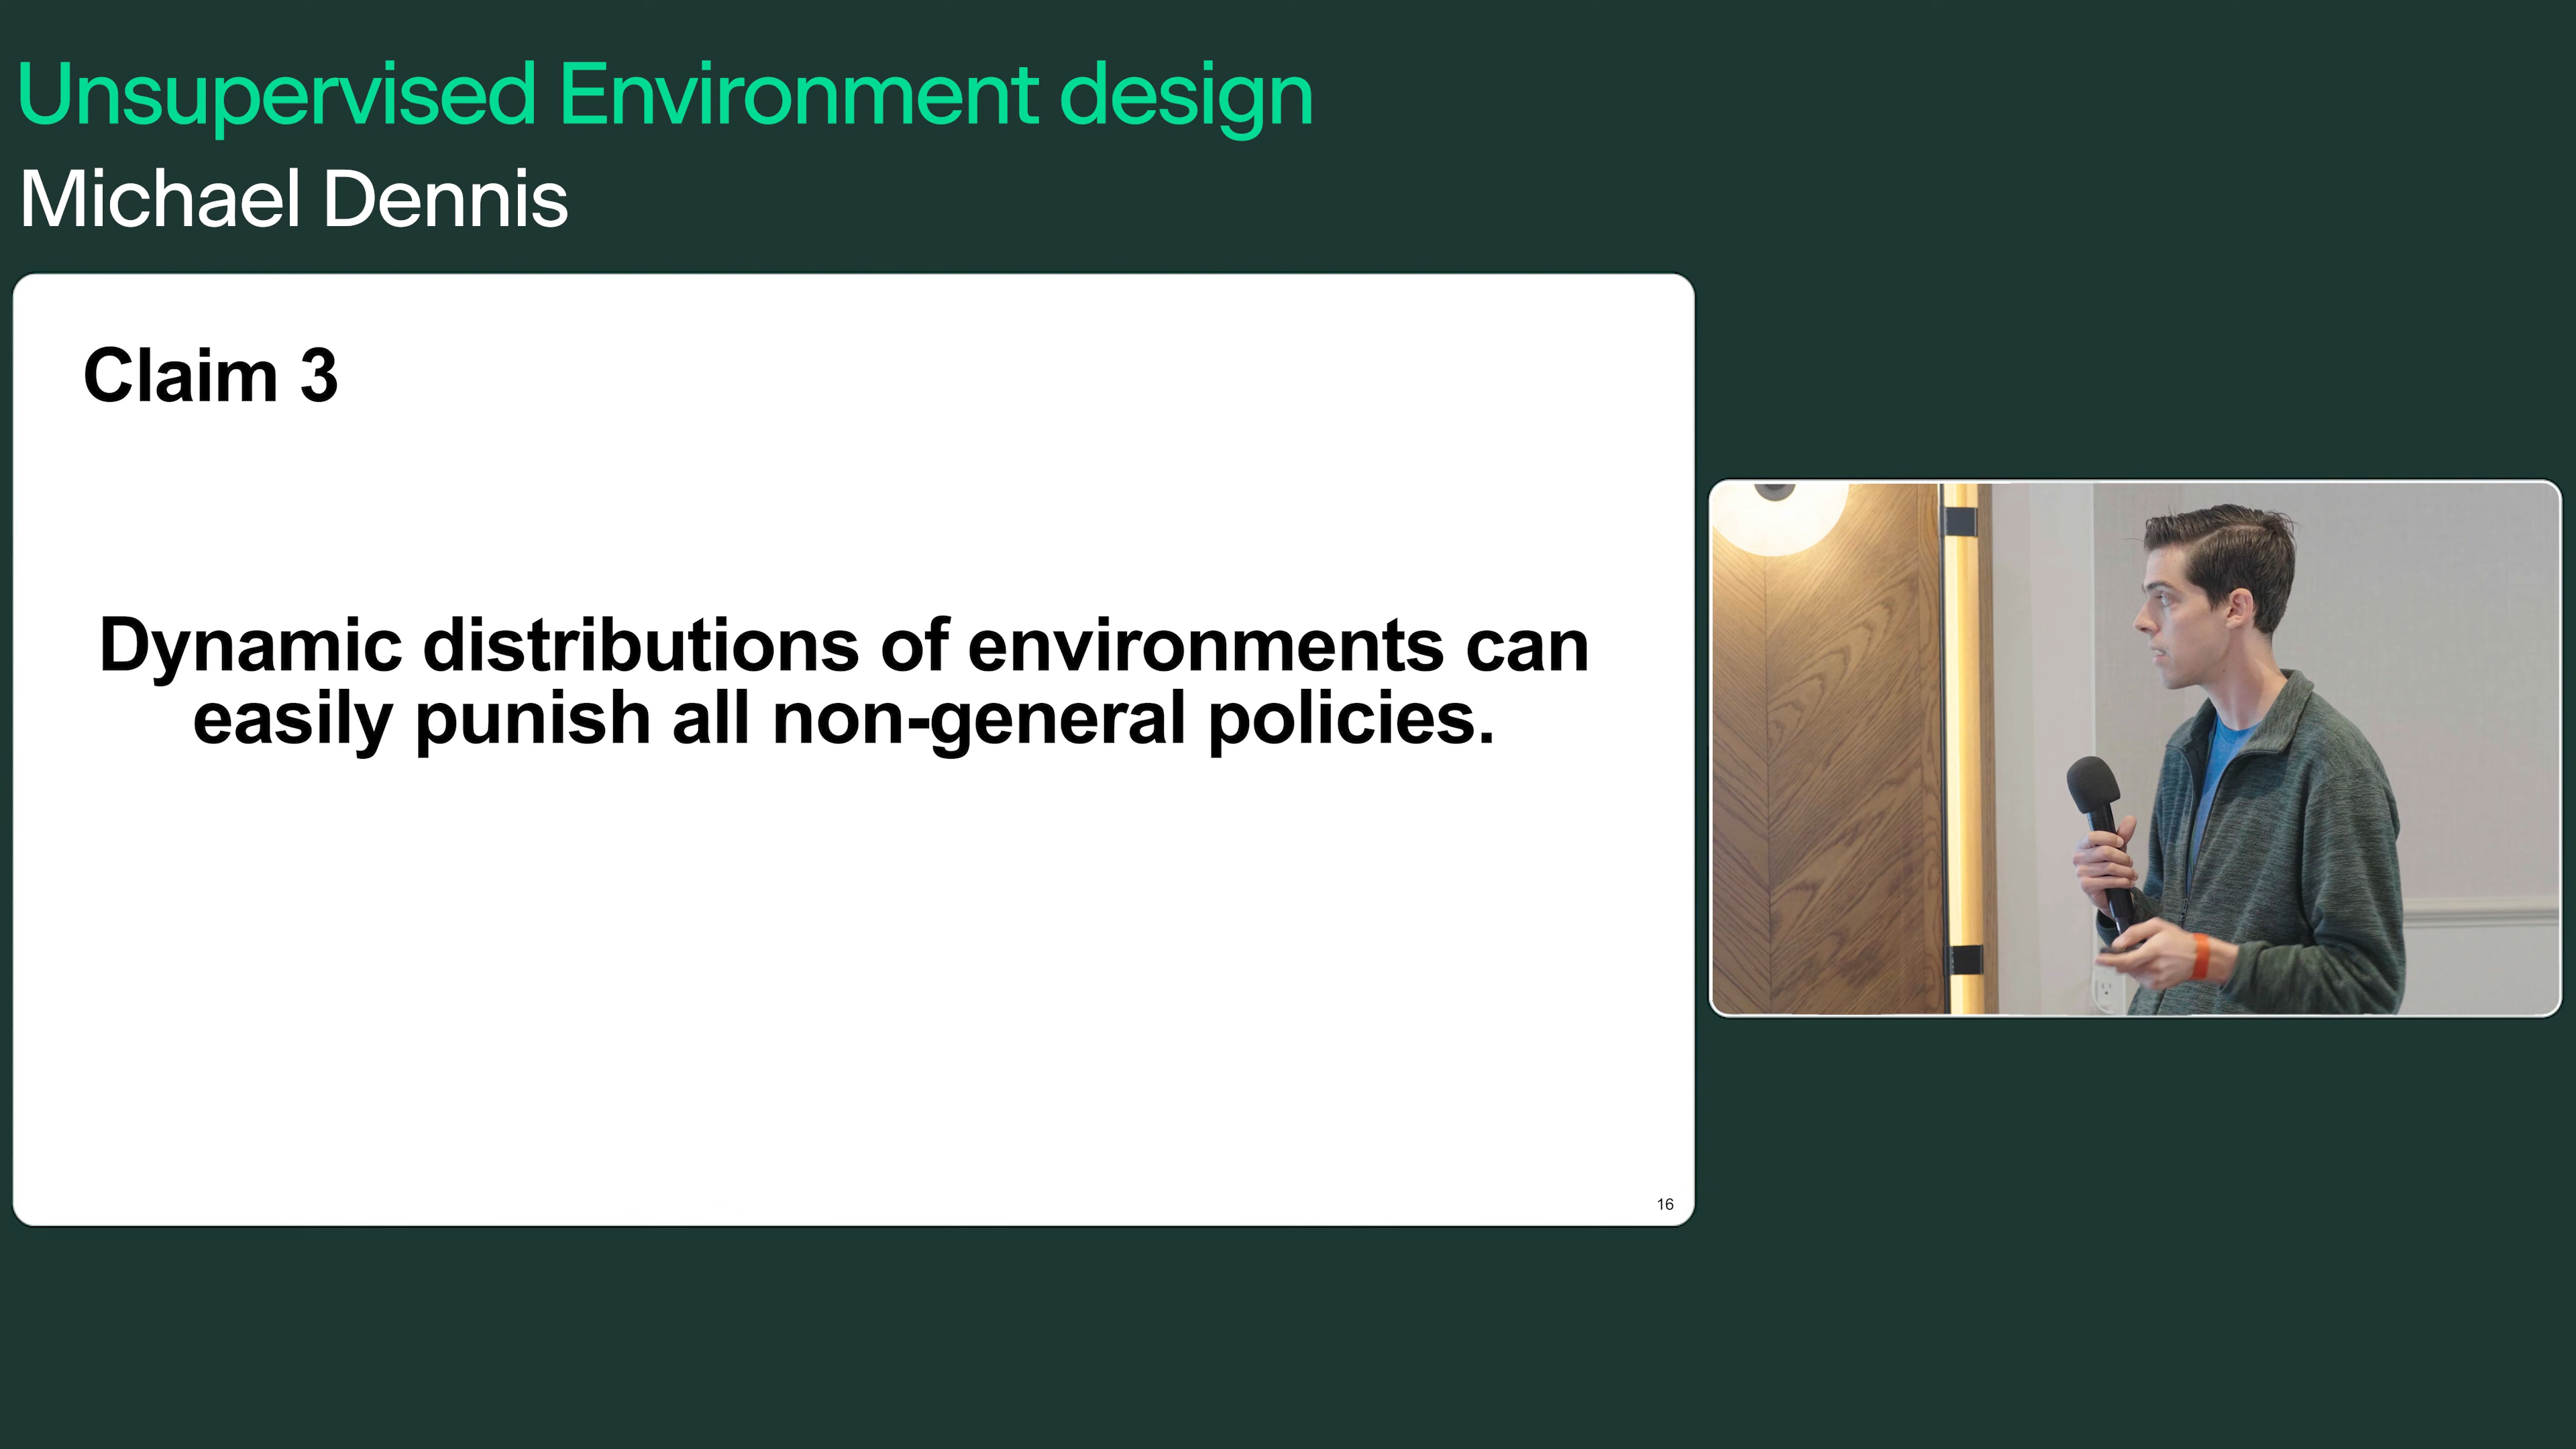 Unsupervised Environment design
Michael Dennis
Claim 3
Dynamic distributions of environments can
easily punish all non-general policies.
16